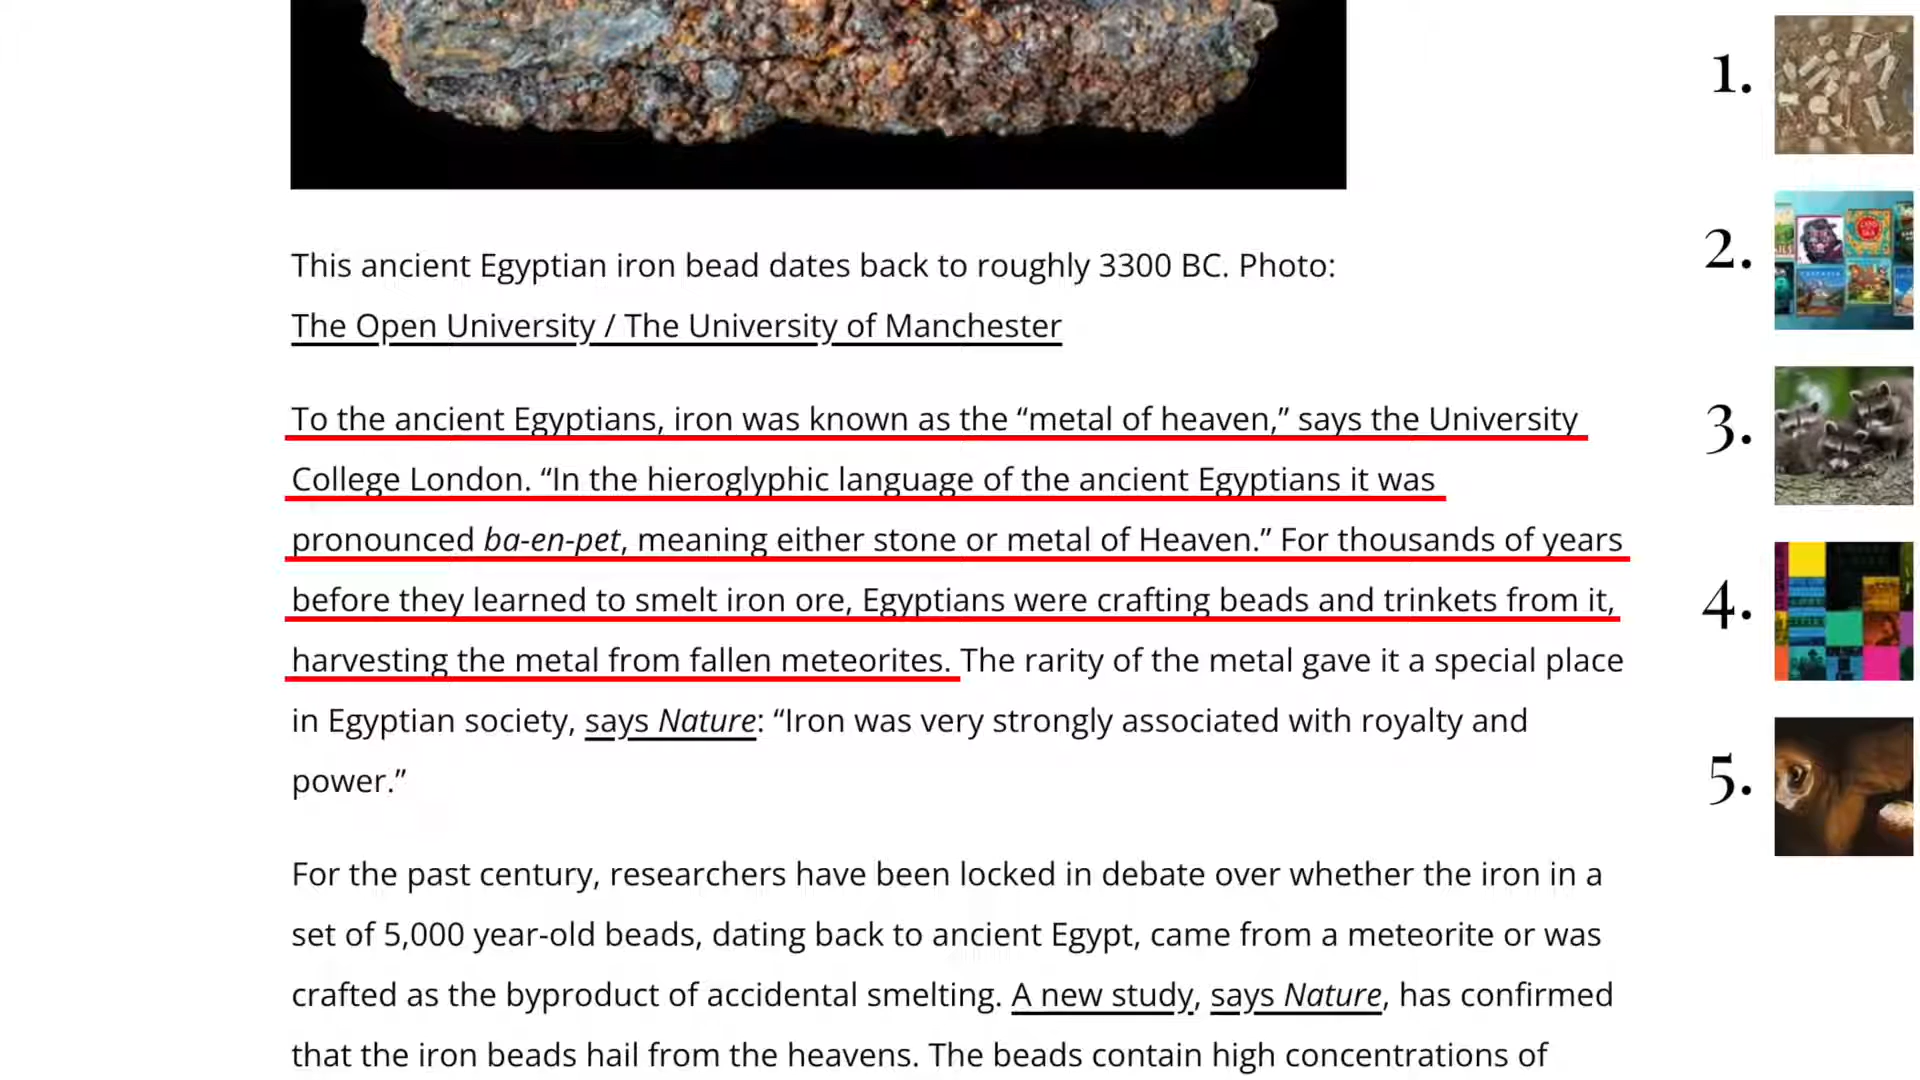 This ancient Egyptian iron bead dates back to roughly 3300 BC. Photo:
The Open University / The University of Manchester
To the ancient Egyptians, iron was known as the “metal of heaven,” says the University
College London. “In the hieroglyphic language of the ancient Egyptians it was
pronounced ba-en-pet, meaning either stone or metal of Heaven.” For thousands of years
before they learned to smelt iron ore, Egyptians were crafting beads and trinkets from it,
harvesting the metal from fallen meteorites. The rarity of the metal gave it a special place
in Egyptian society, says Nature: “Iron was very strongly associated with royalty and
power.”
For the past century, researchers have been locked in debate over whether the iron in a
set of 5,000 year-old beads, dating back to ancient Egypt, came from a meteorite or was
crafted as the byproduct of accidental smelting. A new study, says Nature, has confirmed
that the iron beads hail from the heavens. The beads contain high concentrations of
1.
2.
3.
4.
5.